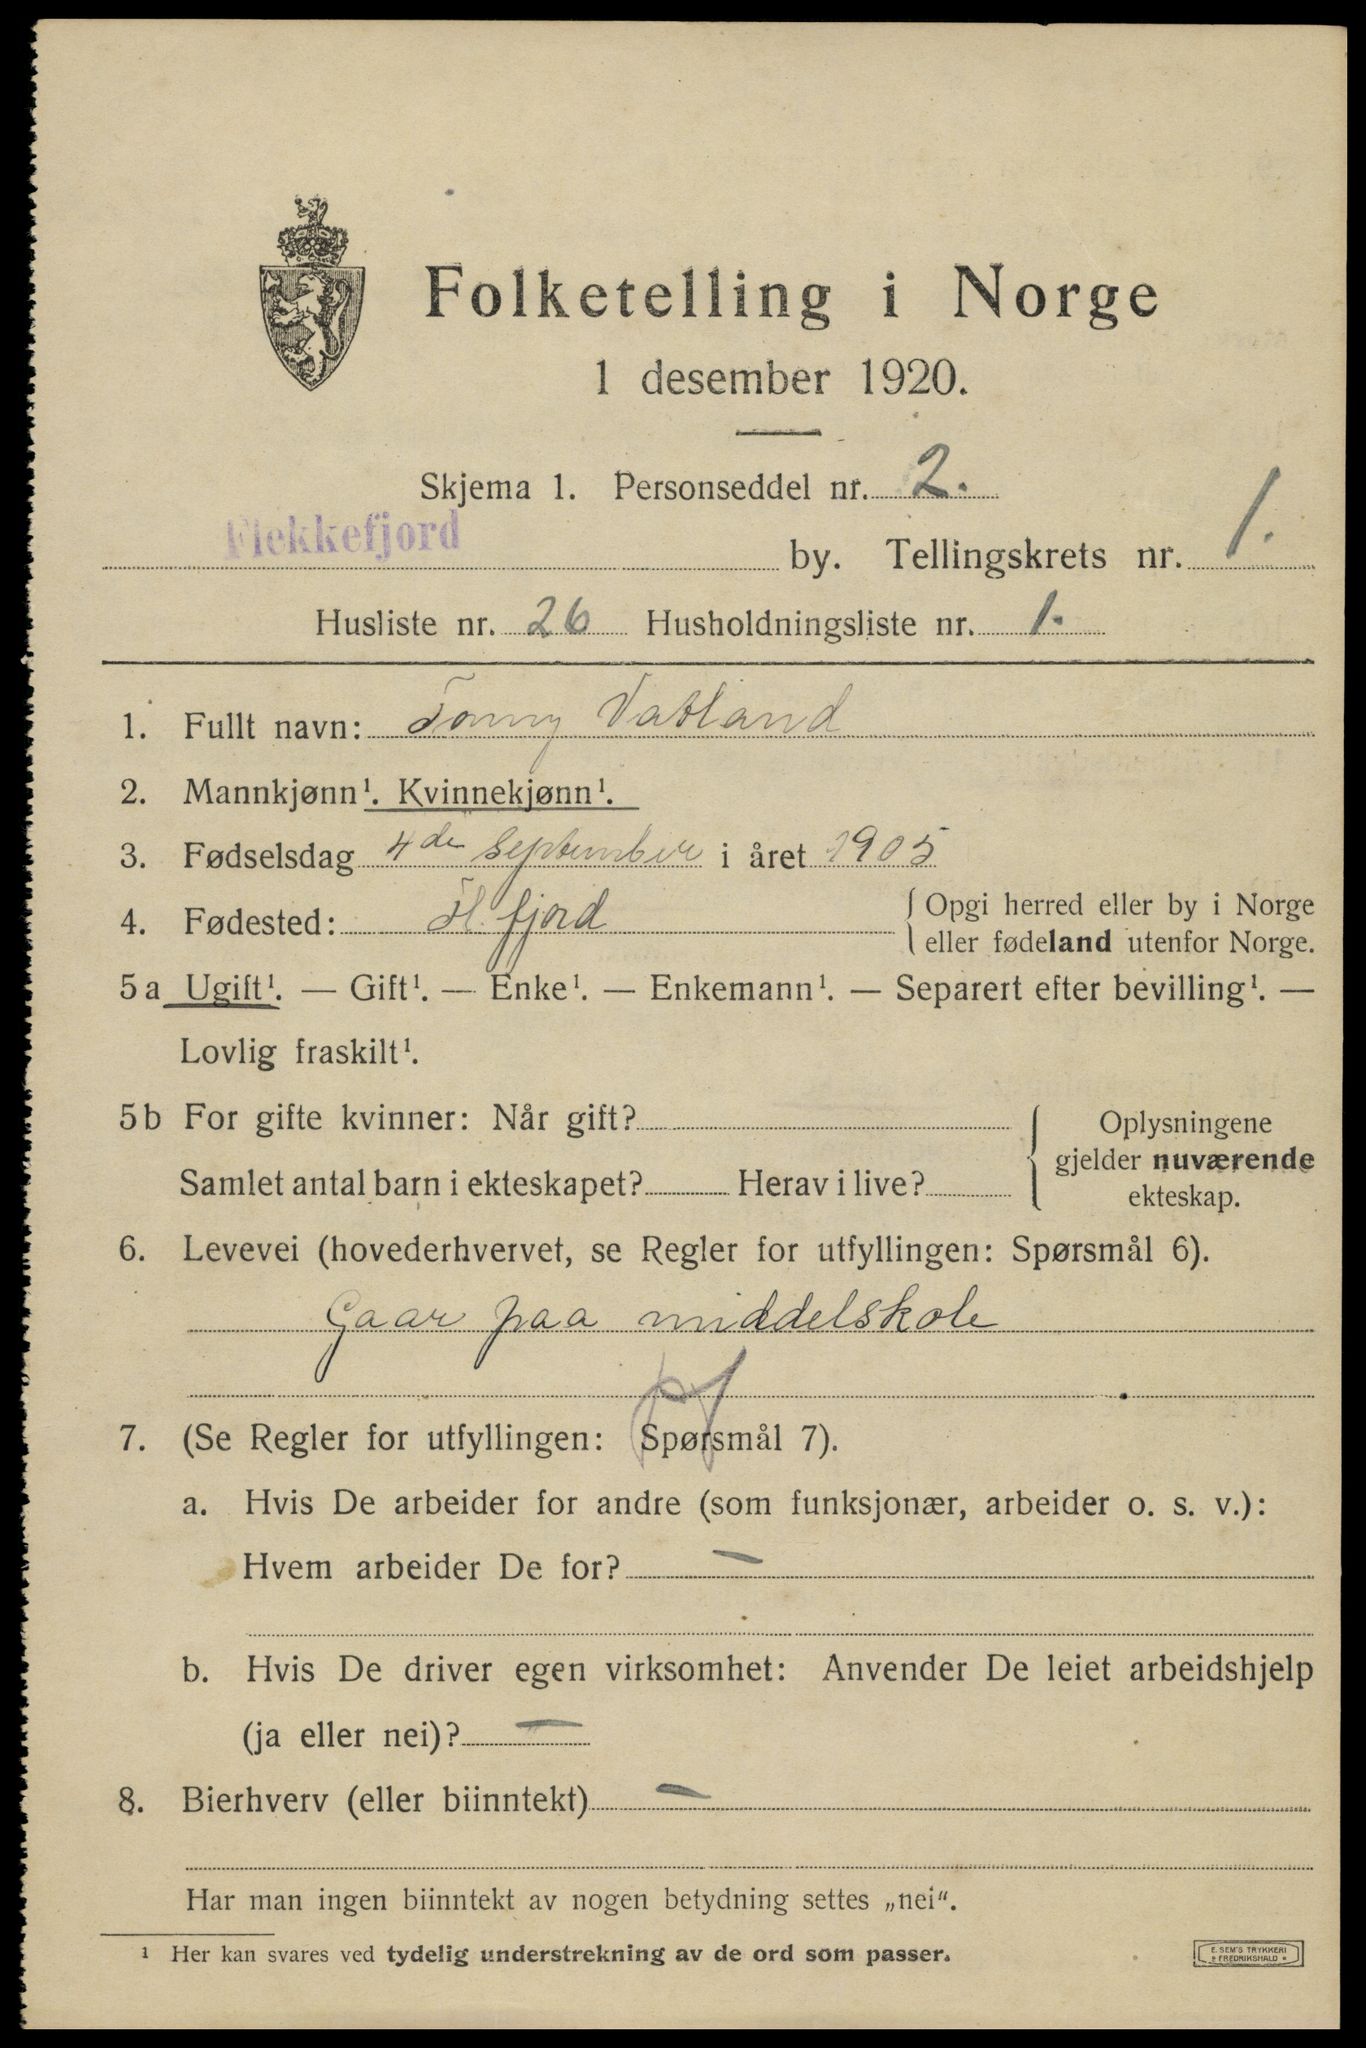 Folketelling i Norge
1 desember 1920.
Skjema 1. Personseddel nr. 2.
Flekkefjord by. Tellingskrets nr. 1.
Husliste nr. 26 Husholdningsliste nr. 1.
1. Fullt navn: Tonny Vatland
2. Mannkjønn¹. Kvinnekjønn¹.
3. Fødselsdag 4de september i året 1905
4. Fødested: Fl. fjord
{ Opgi herred eller by i Norge
eller fødeland utenfor Norge.
5a Ugift¹. — Gift¹. — Enke¹. — Enkemann¹. — Separert efter bevilling¹. —
Lovlig fraskilt¹.
5b For gifte kvinner: Når gift?
Samlet antal barn i ekteskapet? Herav i live?
{ Oplysningene
gjelder nuværende
ekteskap.
6. Levevei (hovederhvervet, se Regler for utfyllingen: Spørsmål 6).
Gaar paa middelskole
7. (Se Regler for utfyllingen: Spørsmål 7).
a. Hvis De arbeider for andre (som funksjonær, arbeider o. s. v.):
Hvem arbeider De for? —
b. Hvis De driver egen virksomhet: Anvender De leiet arbeidshjelp
(ja eller nei)? —
8. Bierhverv (eller biinntekt) —
Har man ingen biinntekt av nogen betydning settes „nei“.
¹ Her kan svares ved tydelig understrekning av de ord som passer.
E. SEM'S TRYKKERI
FREDRIKSHALD